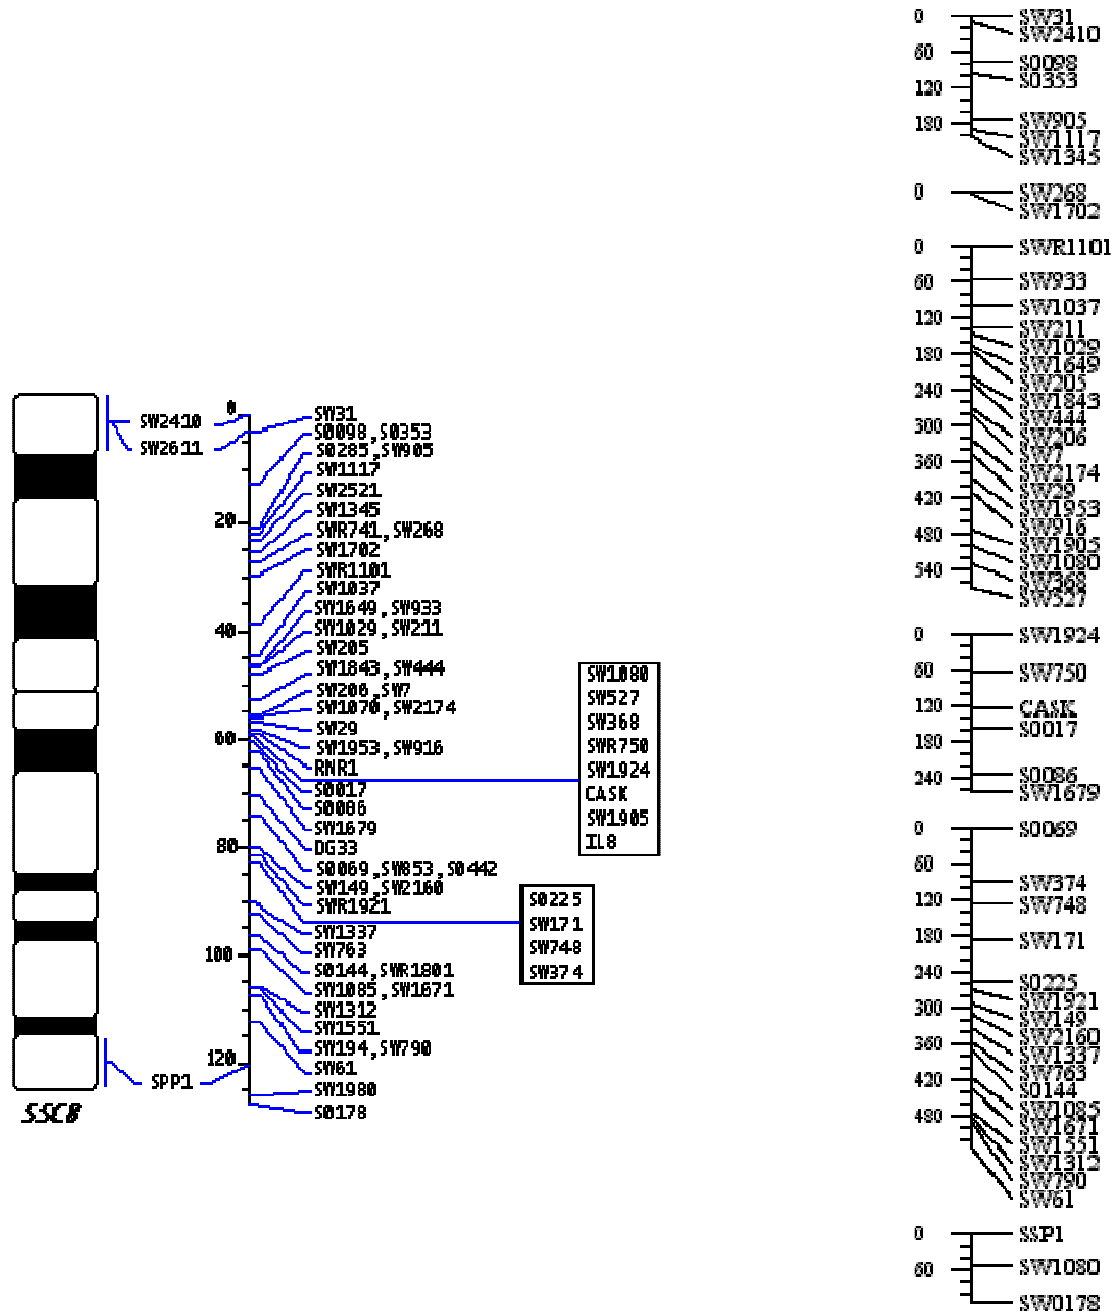 SW2410
SW2611
SPP1
SSC8
0
20
40
60
80
100
120
SW31
S0098,S0353
S0285,SW905
SW1117
SW2521
SW1345
SWR741,SW268
SW1702
SWR1101
SW1037
SW1649,SW933
SW1029,SW211
SW205
SW1843,SW444
SW206,SW7
SW1070,SW2174
SW29
SW1953,SW916
RNR1
S0017
S0086
SW1679
DG33
S0069,SW853,S0442
SW149,SW2160
SWR1921
SW1337
SW763
S0144,SWR1801
SW1085,SW1671
SW1312
SW1551
SW194,SW790
SW61
SW1980
S0178
SW1080
SW527
SW368
SWR750
SW1924
CASK
SW1905
IL8
S0225
SW171
SW748
SW374
0
60
120
180
SW31
SW2410
S0098
S0353
SW905
SW1117
SW1345
0
SW268
SW1702
0
60
120
180
240
300
360
420
480
540
SWR1101
SW933
SW1037
SW211
SW1029
SW1649
SW205
SW1843
SW444
SW206
SW7
SW2174
SW29
SW1953
SW916
SW1905
SW1080
SW368
SW527
0
60
120
180
240
SW1924
SW750
CASK
S0017
S0086
SW1679
0
60
120
180
240
300
360
420
480
S0069
SW374
SW748
SW171
S0225
SW1921
SW149
SW2160
SW1337
SW763
S0144
SW1085
SW1671
SW1551
SW1312
SW790
SW61
0
60
SSP1
SW1080
SW0178